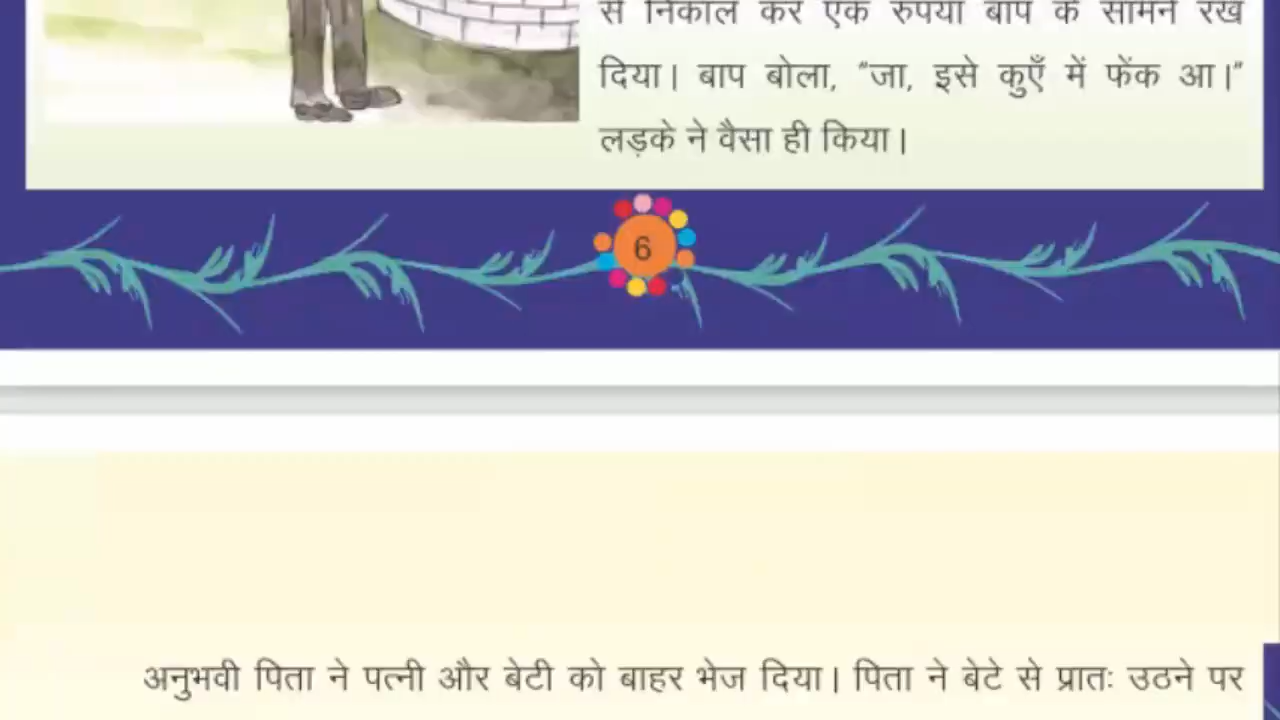 से निकाल कर एक रुपया बाप के सामने रख
दिया। बाप बोला, "जा, इसे कुएँ में फेंक आ।"
लड़के ने वैसा ही किया।
6
अनुभवी पिता ने पत्नी और बेटी को बाहर भेज दिया। पिता ने बेटे से प्रातः उठने पर